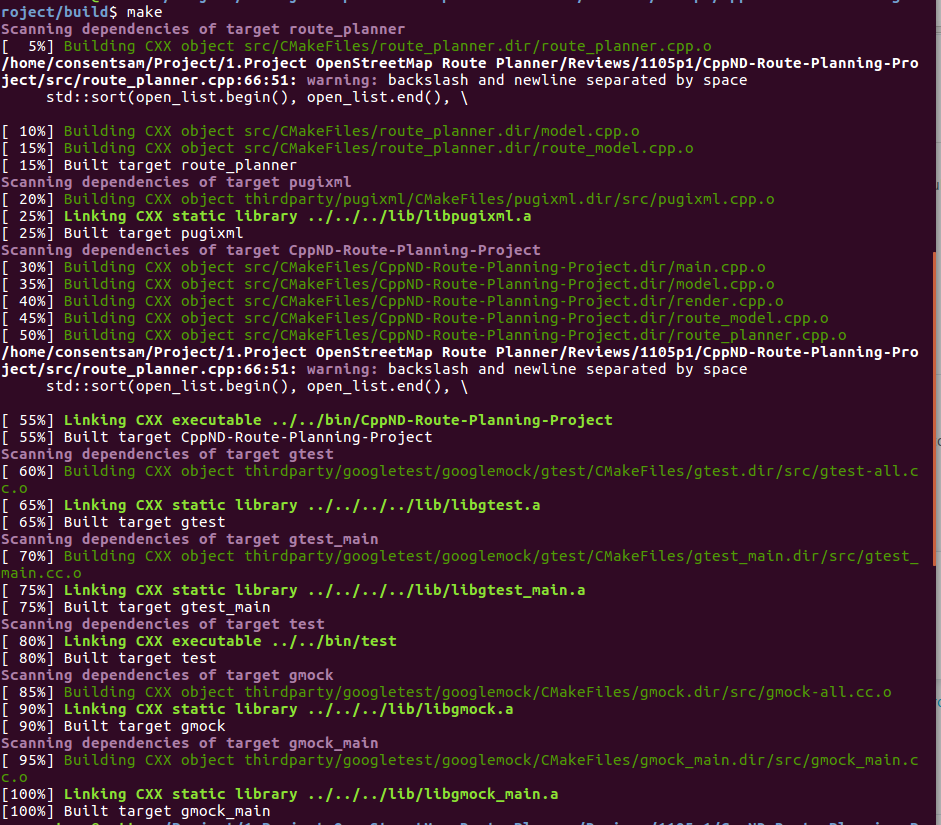 roject/build$ make
Scanning dependencies of target route_planner
[  5%] Building CXX object src/CMakeFiles/route_planner.dir/route_planner.cpp.o
/home/consentsam/Project/1.Project OpenStreetMap Route Planner/Reviews/1105p1/CppND-Route-Planning-Pro
ject/src/route_planner.cpp:66:51: warning: backslash and newline separated by space
     std::sort(open_list.begin(), open_list.end(), \
[ 10%] Building CXX object src/CMakeFiles/route_planner.dir/model.cpp.o
[ 15%] Building CXX object src/CMakeFiles/route_planner.dir/route_model.cpp.o
[ 15%] Built target route_planner
Scanning dependencies of target pugixml
[ 20%] Building CXX object thirdparty/pugixml/CMakeFiles/pugixml.dir/src/pugixml.cpp.o
[ 25%] Linking CXX static library ../../../lib/libpugixml.a
[ 25%] Built target pugixml
Scanning dependencies of target CppND-Route-Planning-Project
[ 30%] Building CXX object src/CMakeFiles/CppND-Route-Planning-Project.dir/main.cpp.o
[ 35%] Building CXX object src/CMakeFiles/CppND-Route-Planning-Project.dir/model.cpp.o
[ 40%] Building CXX object src/CMakeFiles/CppND-Route-Planning-Project.dir/render.cpp.o
[ 45%] Building CXX object src/CMakeFiles/CppND-Route-Planning-Project.dir/route_model.cpp.o
[ 50%] Building CXX object src/CMakeFiles/CppND-Route-Planning-Project.dir/route_planner.cpp.o
/home/consentsam/Project/1.Project OpenStreetMap Route Planner/Reviews/1105p1/CppND-Route-Planning-Pro
ject/src/route_planner.cpp:66:51: warning: backslash and newline separated by space
     std::sort(open_list.begin(), open_list.end(), \
[ 55%] Linking CXX executable ../../bin/CppND-Route-Planning-Project
[ 55%] Built target CppND-Route-Planning-Project
Scanning dependencies of target gtest
[ 60%] Building CXX object thirdparty/googletest/googlemock/gtest/CMakeFiles/gtest.dir/src/gtest-all.c
c.o
[ 65%] Linking CXX static library ../../../../lib/libgtest.a
[ 65%] Built target gtest
Scanning dependencies of target gtest_main
[ 70%] Building CXX object thirdparty/googletest/googlemock/gtest/CMakeFiles/gtest_main.dir/src/gtest_
main.cc.o
[ 75%] Linking CXX static library ../../../../lib/libgtest_main.a
[ 75%] Built target gtest_main
Scanning dependencies of target test
[ 80%] Linking CXX executable ../../bin/test
[ 80%] Built target test
Scanning dependencies of target gmock
[ 85%] Building CXX object thirdparty/googletest/googlemock/CMakeFiles/gmock.dir/src/gmock-all.cc.o
[ 90%] Linking CXX static library ../../../lib/libgmock.a
[ 90%] Built target gmock
Scanning dependencies of target gmock_main
[ 95%] Building CXX object thirdparty/googletest/googlemock/CMakeFiles/gmock_main.dir/src/gmock_main.c
c.o
[100%] Linking CXX static library ../../../lib/libgmock_main.a
[100%] Built target gmock_main